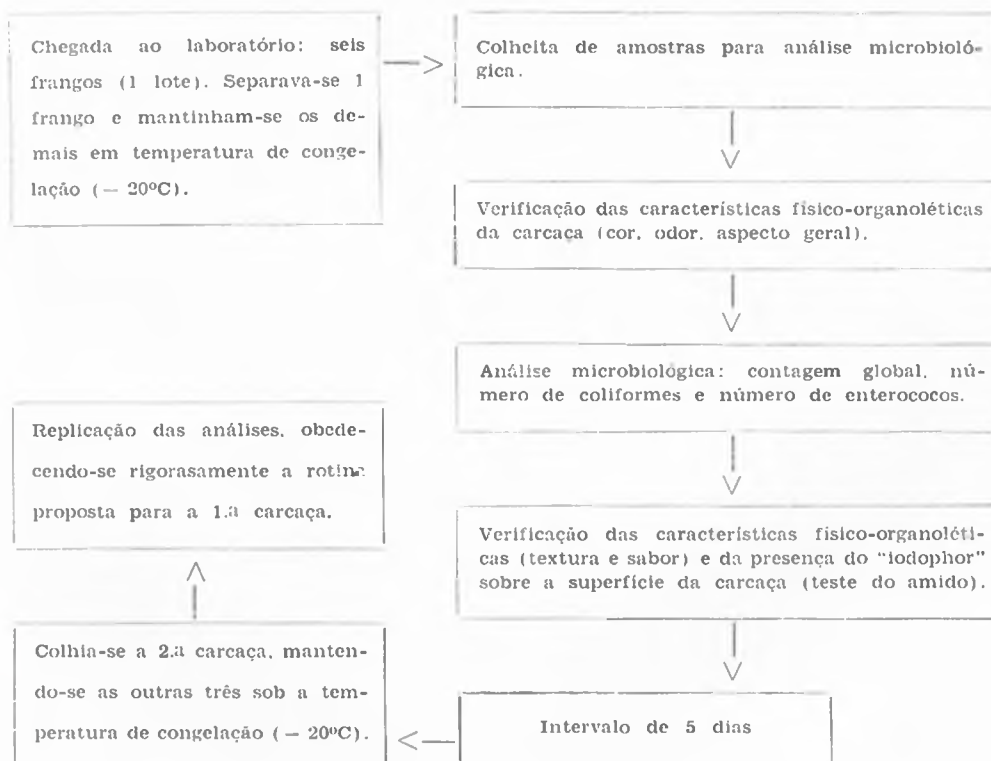 Chegada ao laboratório: seis
frangos (1 lote). Separava-se 1
frango e mantinham-se os de-
mais em temperatura de conge-
lação (— 20ºC).
Colheita de amostras para análise microbioló-
gica.
Verificação das características físico-organoléticas
da carcaça (cor, odor, aspecto geral).
Análise microbiológica: contagem global, nú-
mero de coliformes e número de enterococos.
Verificação das características físico-organoléti-
cas (textura e sabor) e da presença do "iodophor"
sobre a superfície da carcaça (teste do amido).
Intervalo de 5 dias
Colhia-se a 2.a carcaça, manten-
do-se as outras três sob a tem-
peratura de congelação (— 20ºC).
Replicação das análises, obede-
cendo-se rigorasamente a rotina
proposta para a 1.a carcaça.